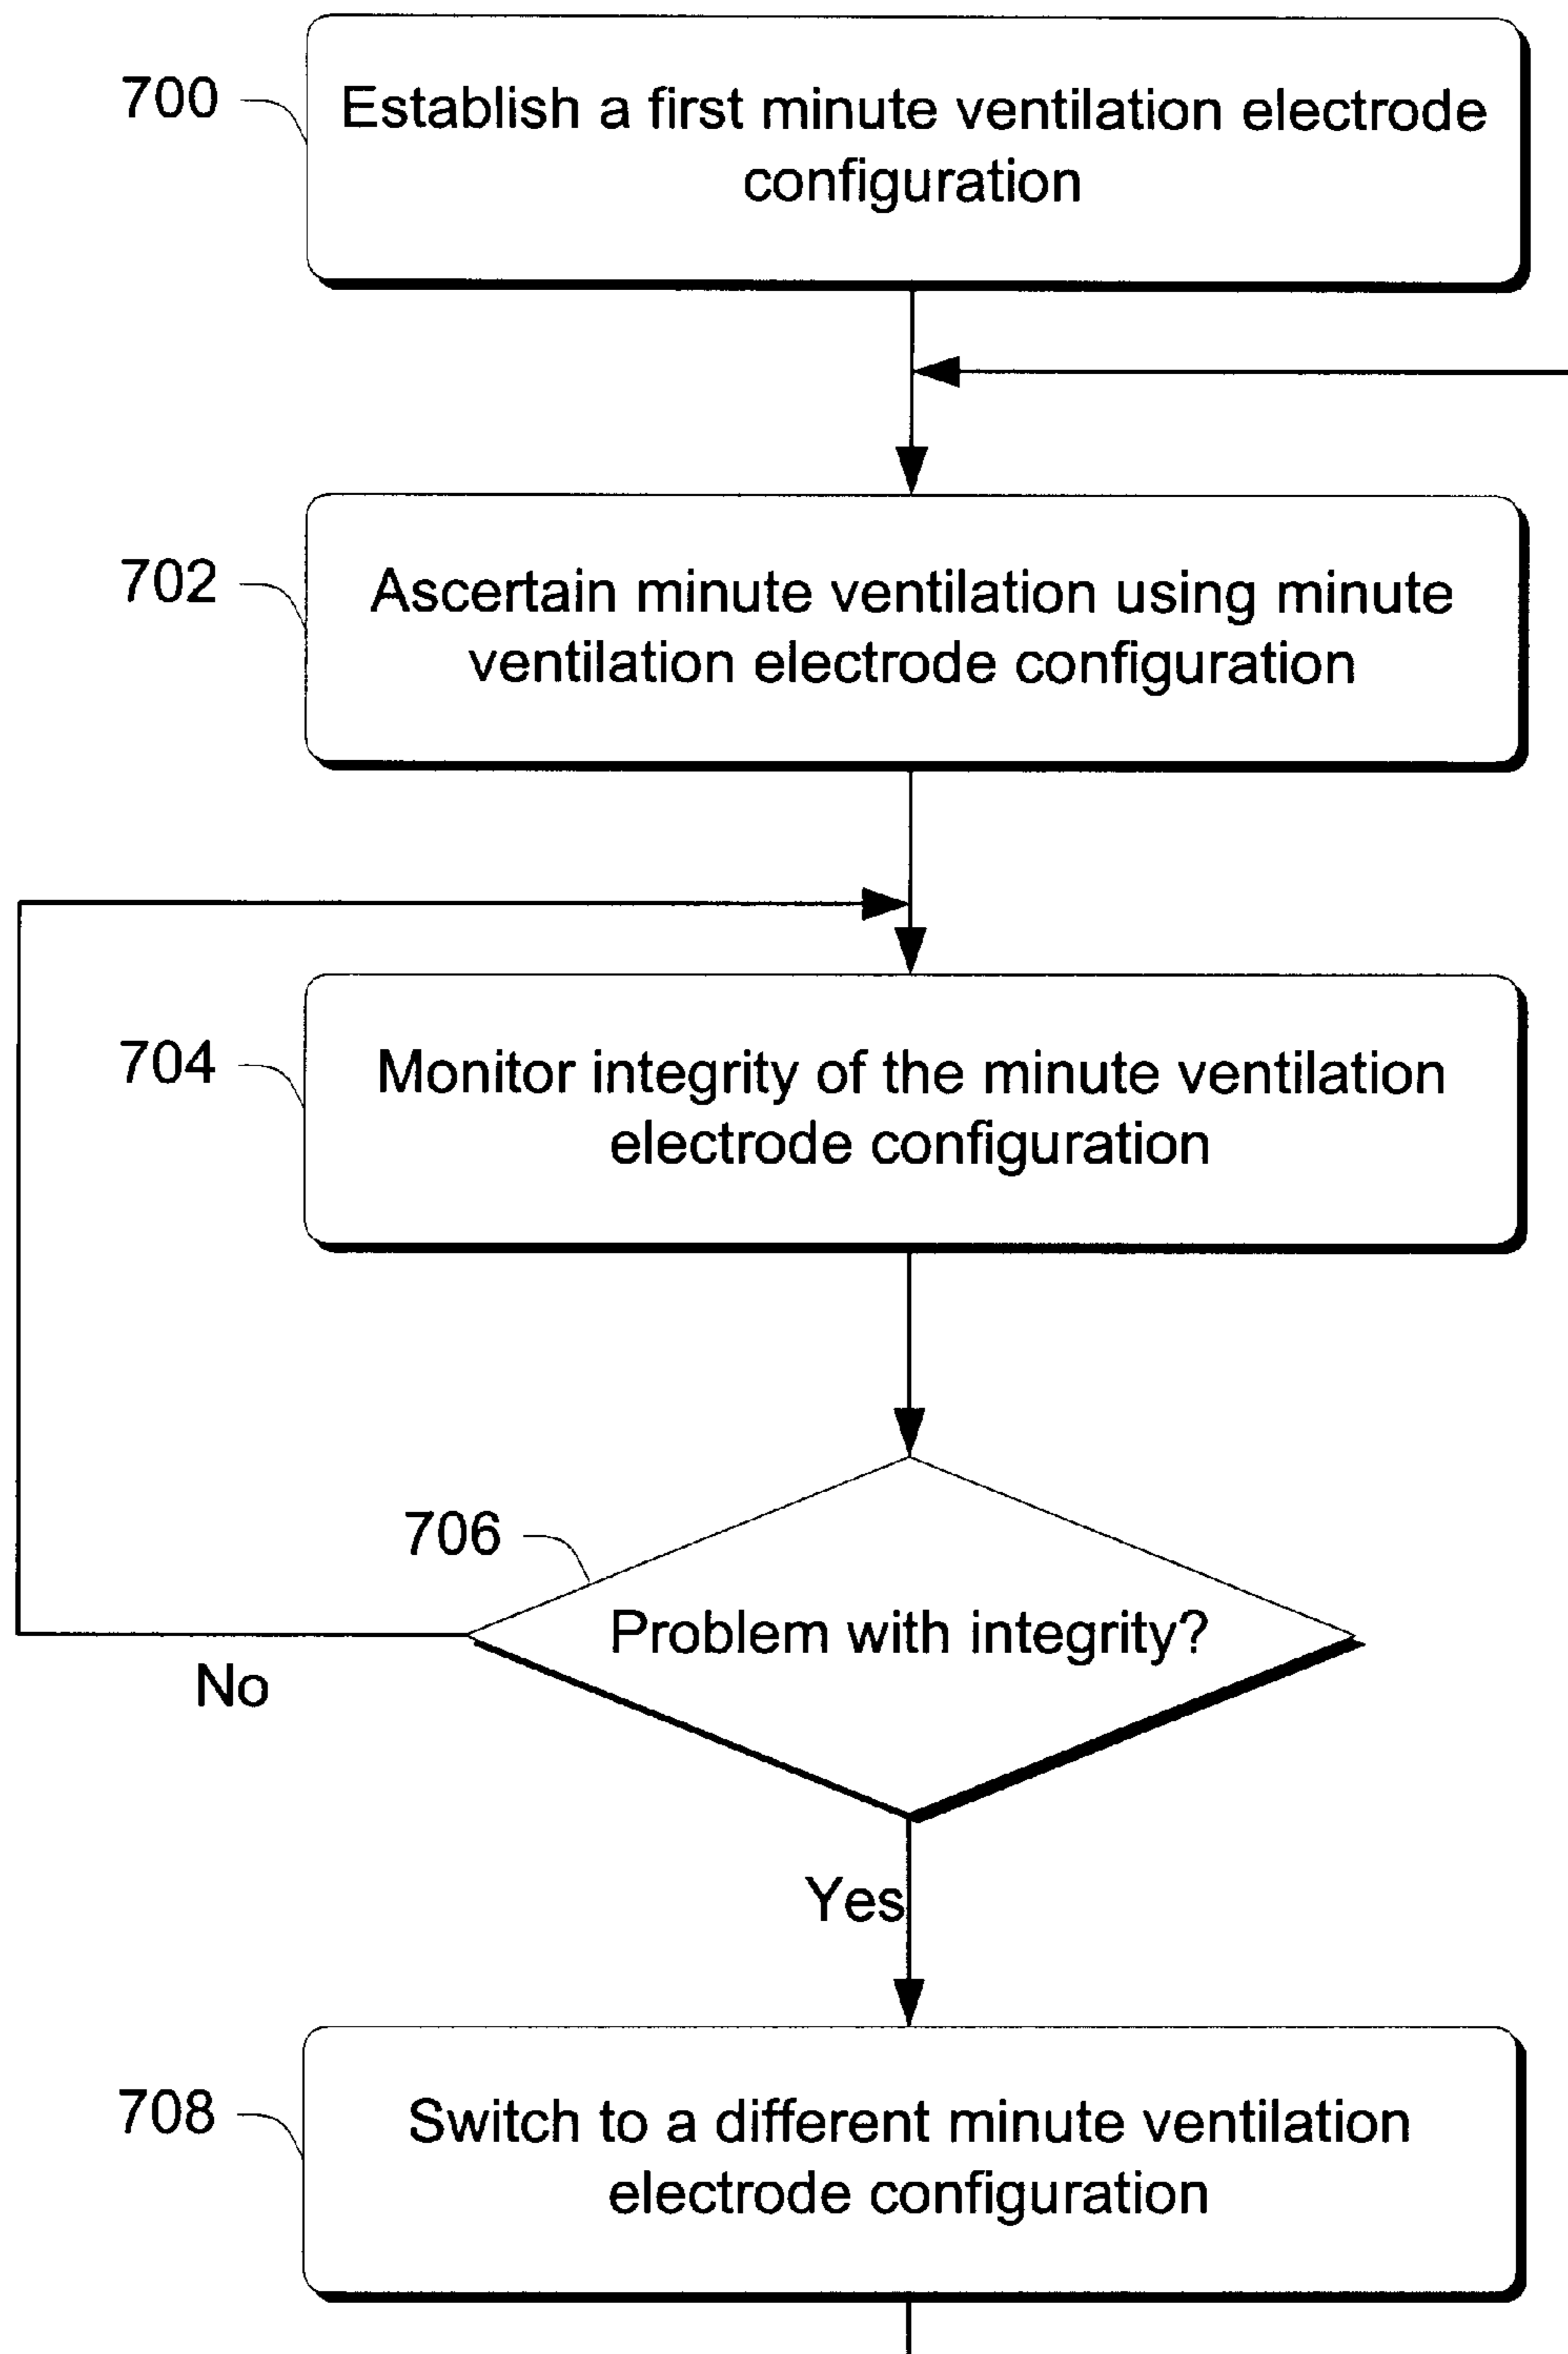 700
Establish a first minute ventilation electrode
configuration
702
Ascertain minute ventilation using minute
ventilation electrode configuration
704
Monitor integrity of the minute ventilation
electrode configuration
706
Problem with integrity?
No
Yes
708
Switch to a different minute ventilation
electrode configuration